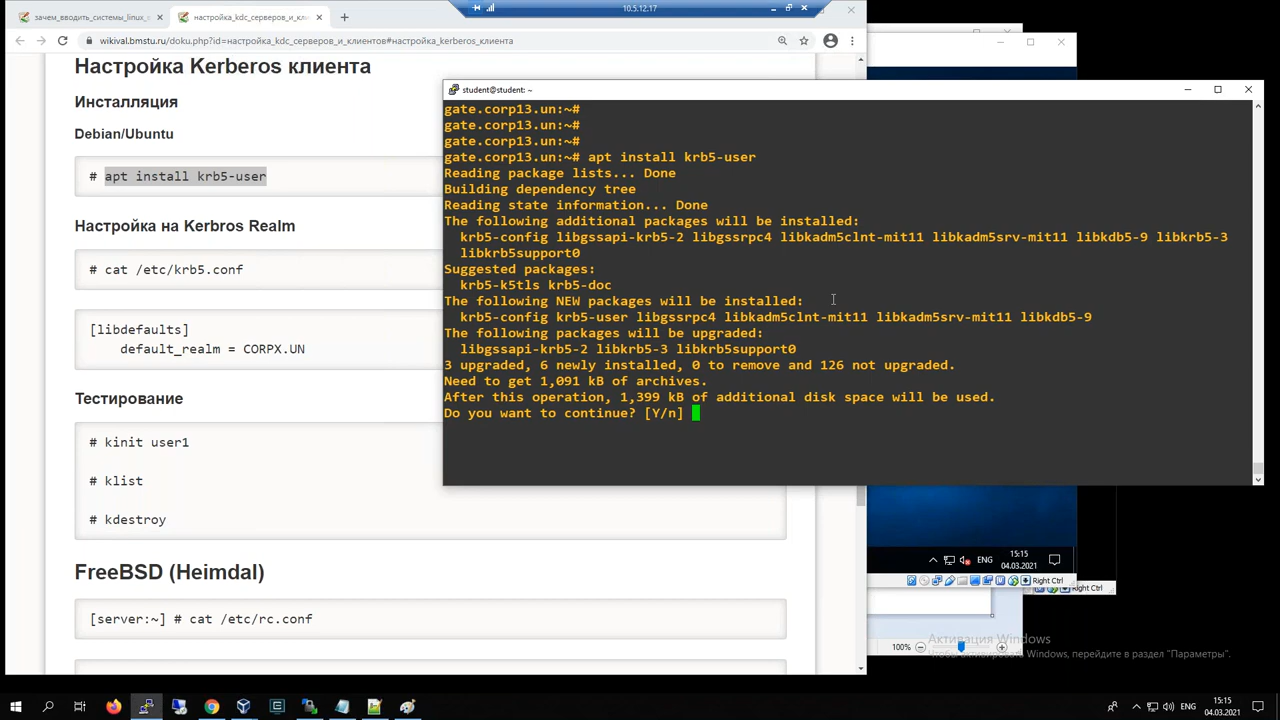 зачем_вводить_системы_linux_
настройка_kdc_серверов_и_кли
10.5.12.17
wikival.bmstu.ru/doku.php?id=настройка_kdc_серверов_и_клиентов#настройка_kerberos_клиента
Настройка Kerberos клиента
Инсталляция
Debian/Ubuntu
# apt install krb5-user
Настройка на Kerbros Realm
# cat /etc/krb5.conf
[libdefaults]
default_realm = CORPX.UN
Тестирование
# kinit user1
# klist
# kdestroy
FreeBSD (Heimdal)
[server:~] # cat /etc/rc.conf
student@student: ~
gate.corp13.un:~#
gate.corp13.un:~#
gate.corp13.un:~#
gate.corp13.un:~# apt install krb5-user
Reading package lists... Done
Building dependency tree
Reading state information... Done
The following additional packages will be installed:
krb5-config libgssapi-krb5-2 libgssrpc4 libkadm5clnt-mit11 libkadm5srv-mit11 libkdb5-9 libkrb5-3
libkrb5support0
Suggested packages:
krb5-k5tls krb5-doc
The following NEW packages will be installed:
krb5-config krb5-user libgssrpc4 libkadm5clnt-mit11 libkadm5srv-mit11 libkdb5-9
The following packages will be upgraded:
libgssapi-krb5-2 libkrb5-3 libkrb5support0
3 upgraded, 6 newly installed, 0 to remove and 126 not upgraded.
Need to get 1,091 kB of archives.
After this operation, 1,399 kB of additional disk space will be used.
Do you want to continue? [Y/n]
ENG
15:15
04.03.2021
Right Ctrl
Right Ctrl
100%
Активация Windows
Чтобы активировать Windows, перейдите в раздел "Параметры".
ENG
15:15
04.03.2021